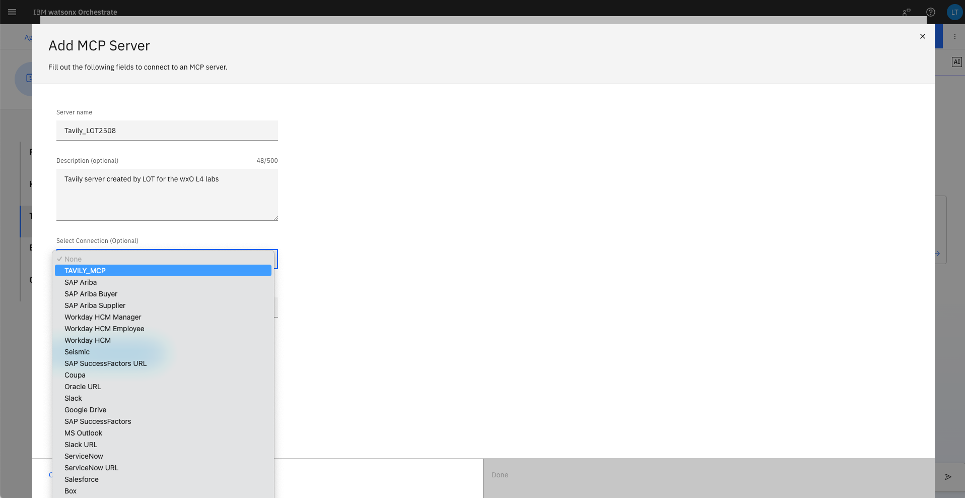 IBM watsonx Orchestrate
LT
AI
Add MCP Server
Fill out the following fields to connect to an MCP server.
Server name
Tavily_LGT2508
Description (optional)
48/500
Tavily server created by LOT for the wxO L4 labs
Select Connection (Optional)
✓ None
TAVILY_MCP
SAP Ariba
SAP Ariba Buyer
SAP Ariba Supplier
Workday HCM Manager
Workday HCM Employee
Workday HCM
Seismic
SAP SuccessFactors URL
Coupa
Oracle URL
Slack
Google Drive
SAP SuccessFactors
MS Outlook
Slack URL
ServiceNow
ServiceNow URL
Salesforce
Box
Done